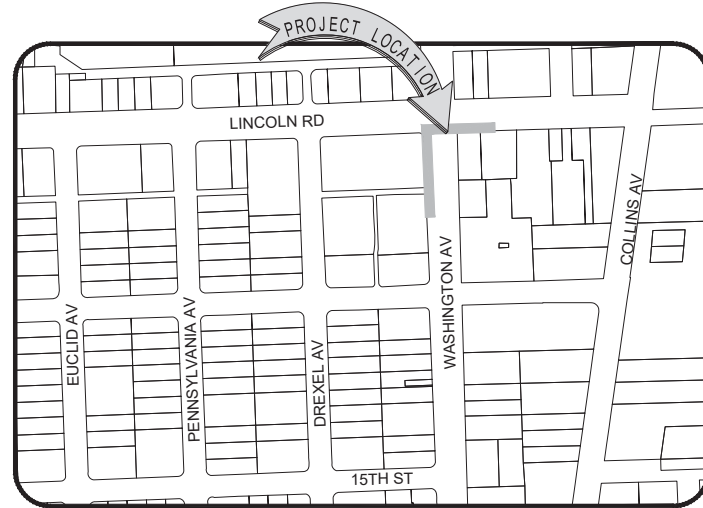 PROJECT LOCATION
LINCOLN RD
EUCLID AV
PENNSYLVANIA AV
DREXEL AV
WASHINGTON AV
COLLINS AV
15TH ST